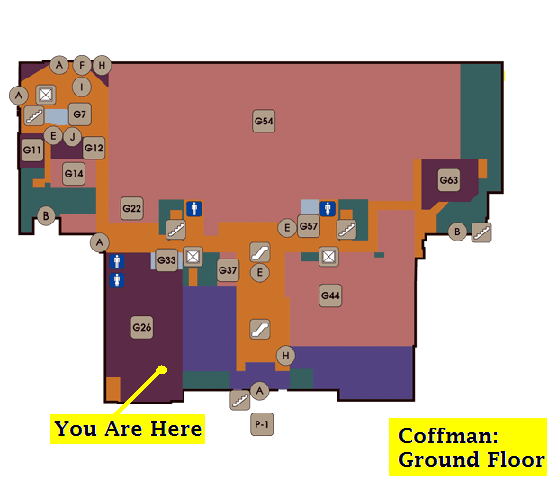 A F H
I
A
G7
E J
G11 G12
G14
G63
G54
G22
B
E G57
B
A
G33
G37
E
G44
G26
H
A
P-1
You Are Here
Coffman:
Ground Floor